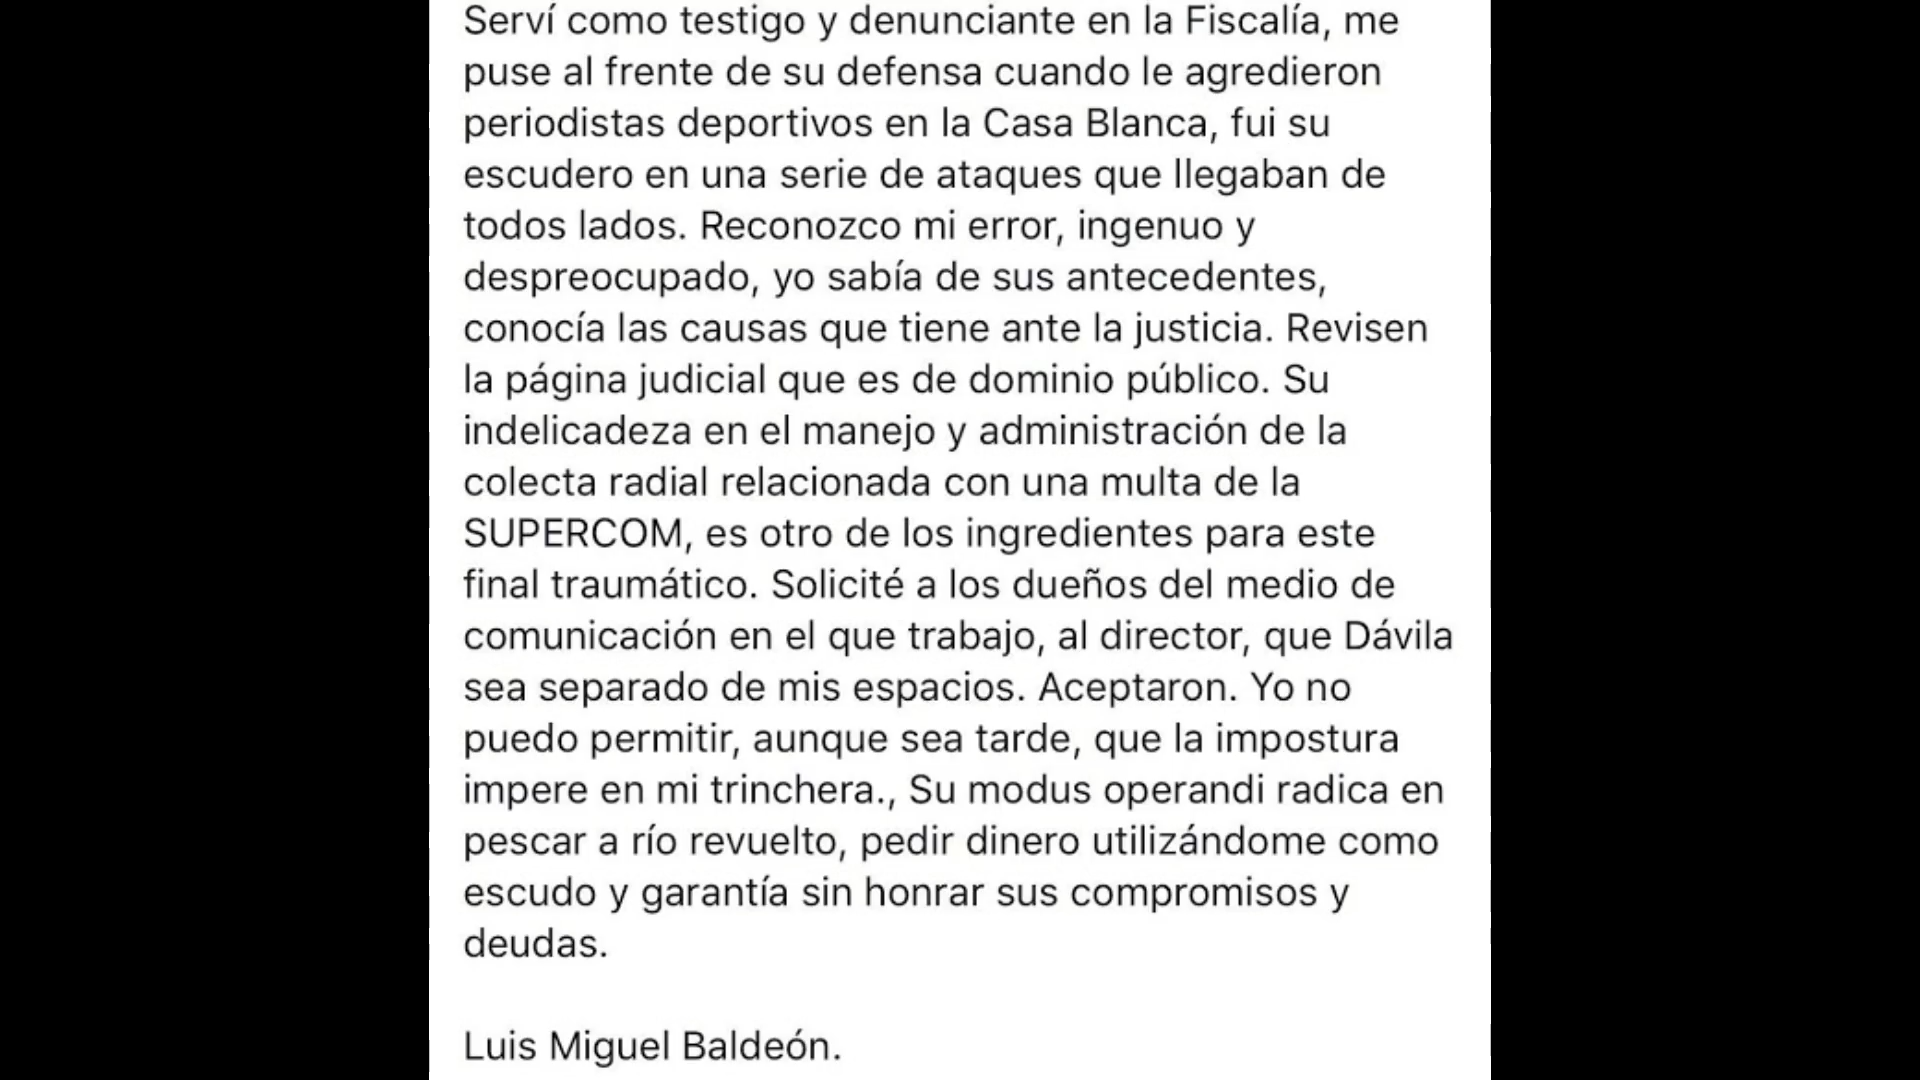 Serví como testigo y denunciante en la Fiscalía, me
puse al frente de su defensa cuando le agredieron
periodistas deportivos en la Casa Blanca, fui su
escudero en una serie de ataques que llegaban de
todos lados. Reconozco mi error, ingenuo y
despreocupado, yo sabía de sus antecedentes,
conocía las causas que tiene ante la justicia. Revisen
la página judicial que es de dominio público. Su
indelicadeza en el manejo y administración de la
colecta radial relacionada con una multa de la
SUPERCOM, es otro de los ingredientes para este
final traumático. Solicité a los dueños del medio de
comunicación en el que trabajo, al director, que Dávila
sea separado de mis espacios. Aceptaron. Yo no
puedo permitir, aunque sea tarde, que la impostura
impere en mi trinchera., Su modus operandi radica en
pescar a río revuelto, pedir dinero utilizándome como
escudo y garantía sin honrar sus compromisos y
deudas.
Luis Miguel Baldeón.